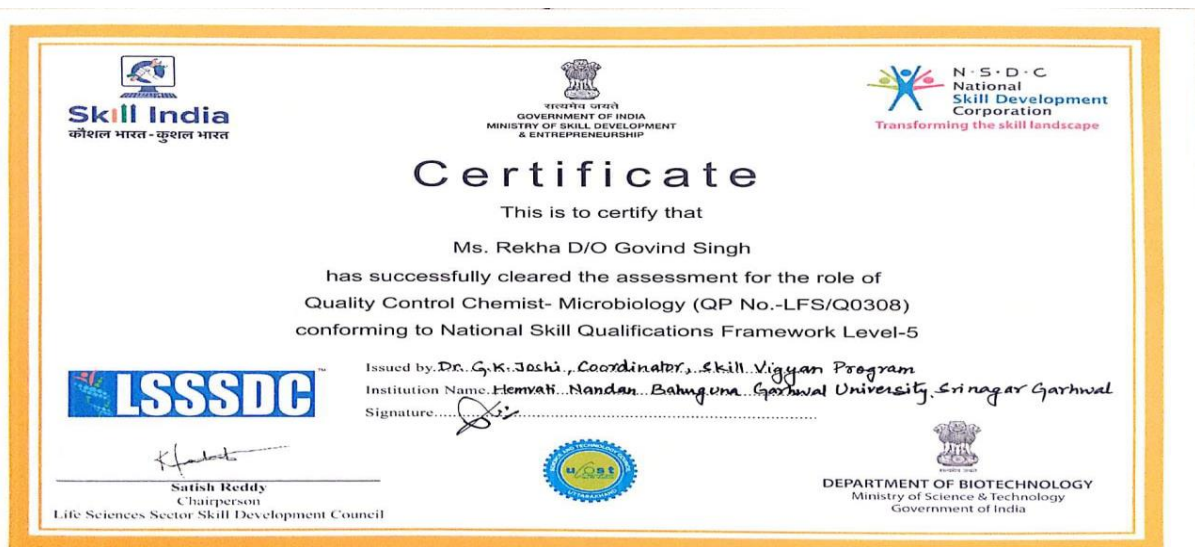 Skill India
कौशल भारत - कुशल भारत
सत्यमेव जयते
GOVERNMENT OF INDIA
MINISTRY OF SKILL DEVELOPMENT
& ENTREPRENEURSHIP
N·S·D·C
National
Skill Development
Corporation
Transforming the skill landscape
Certificate
This is to certify that
Ms. Rekha D/O Govind Singh
has successfully cleared the assessment for the role of
Quality Control Chemist- Microbiology (QP No.-LFS/Q0308)
conforming to National Skill Qualifications Framework Level-5
LSSSDC
Issued by. Dr. G.K. Joshi, Coordinator, Skill Vigyan Program
Institution Name. Hemvati Nandan Bahuguna Garhwal University, Srinagar Garhwal
Signature
Satish Reddy
Chairperson
Life Sciences Sector Skill Development Council
UTTARAKHAND
सत्यमेव जयते
DEPARTMENT OF BIOTECHNOLOGY
Ministry of Science & Technology
Government of India